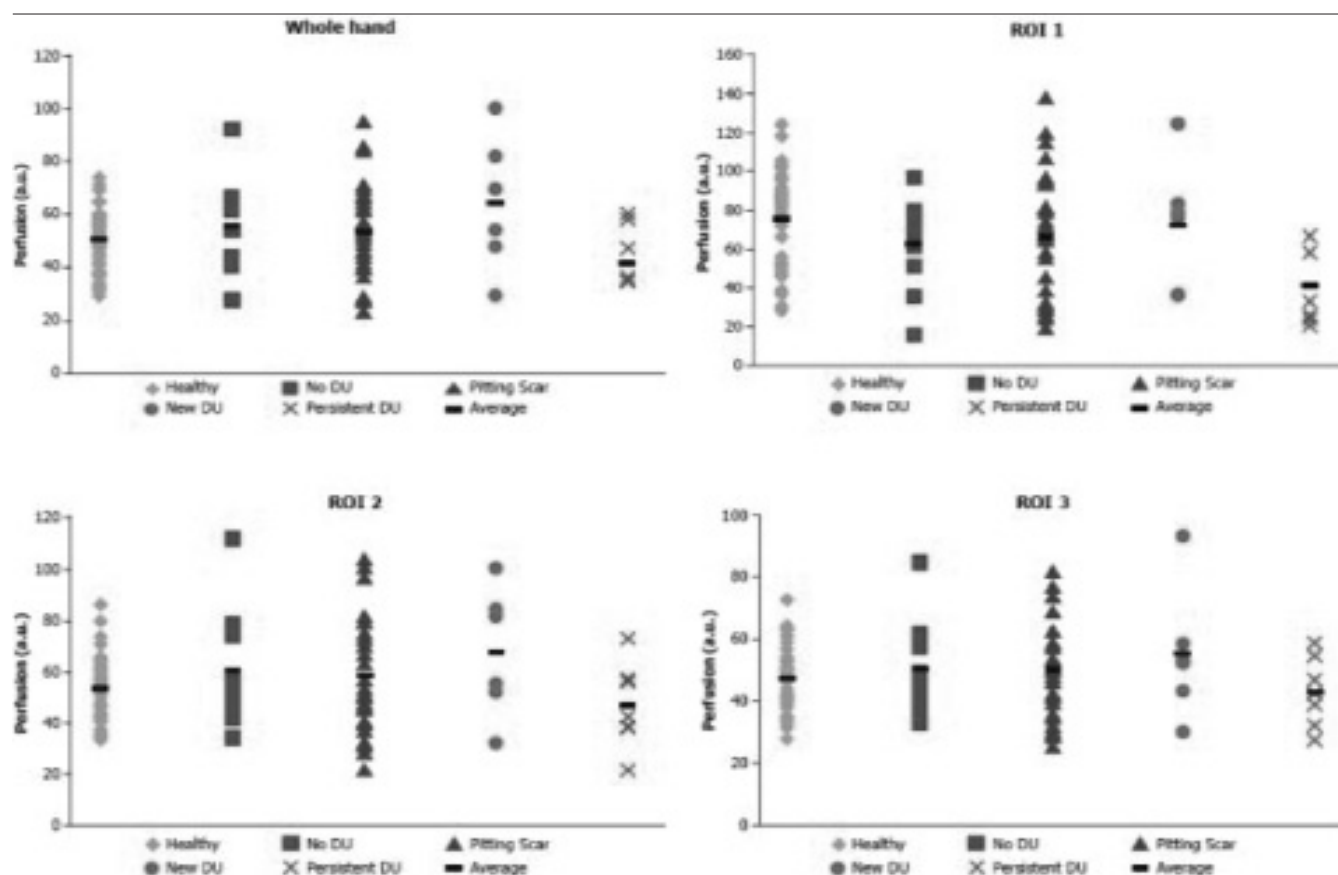 Whole hand
Perfusion (a.u.)
120
100
80
60
40
20
0
Healthy No DU Pitting Scar
New DU Persistent DU Average
ROI 1
Perfusion (a.u.)
160
140
120
100
80
60
40
20
0
Healthy No DU Pitting Scar
New DU Persistent DU Average
ROI 2
Perfusion (a.u.)
120
100
80
60
40
20
0
Healthy No DU Pitting Scar
New DU Persistent DU Average
ROI 3
Perfusion (a.u.)
100
80
60
40
20
0
Healthy No DU Pitting Scar
New DU Persistent DU Average